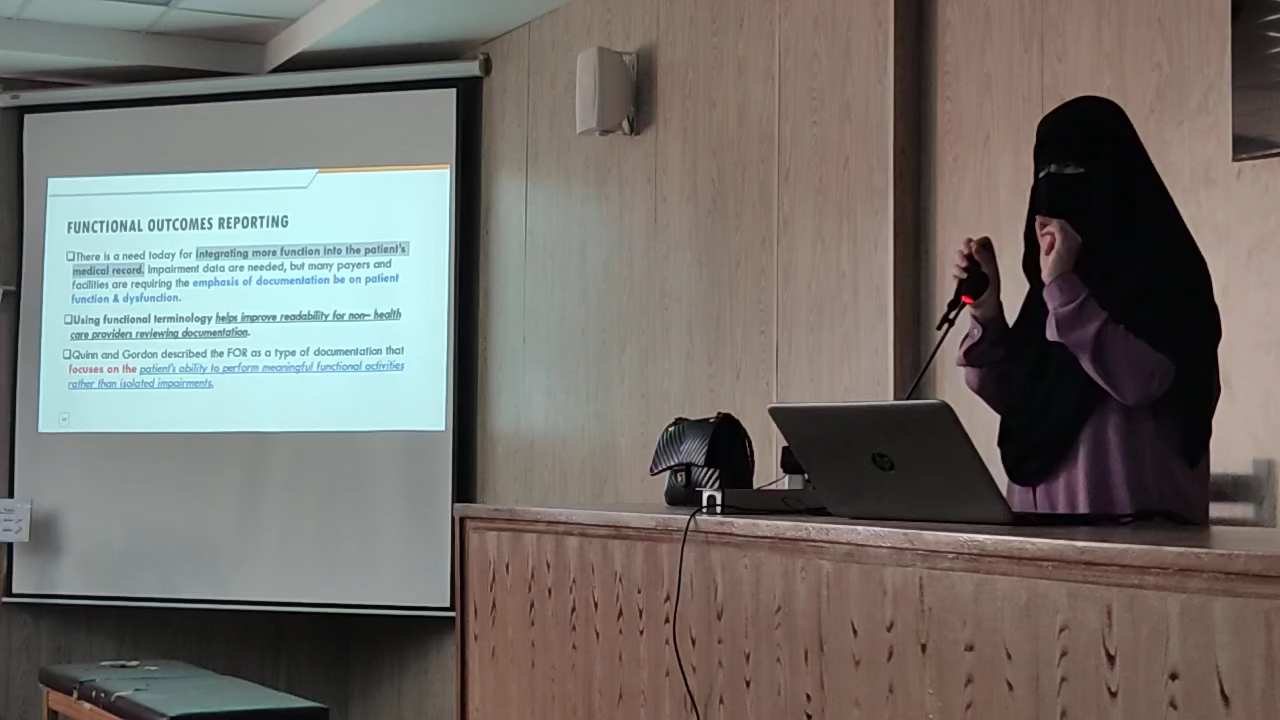 FUNCTIONAL OUTCOMES REPORTING
❑There is a need today for integrating more function into the patient's
medical record. Impairment data are needed, but many payers and
facilities are requiring the emphasis of documentation be on patient
function & dysfunction.
❑Using functional terminology helps improve readability for non– health
care providers reviewing documentation.
❑Quinn and Gordon described the FOR as a type of documentation that
focuses on the patient's ability to perform meaningful functional activities
rather than isolated impairments.
hp